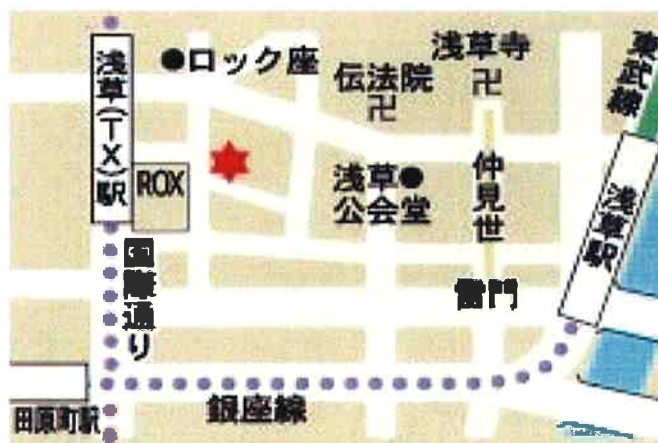 浅草(TX)駅
●ロック座
伝法院
卍
浅草寺
卍
東武線
ROX
浅草●
公会堂
仲見世
浅草駅
国際通り
雷門
田原町駅
銀座線